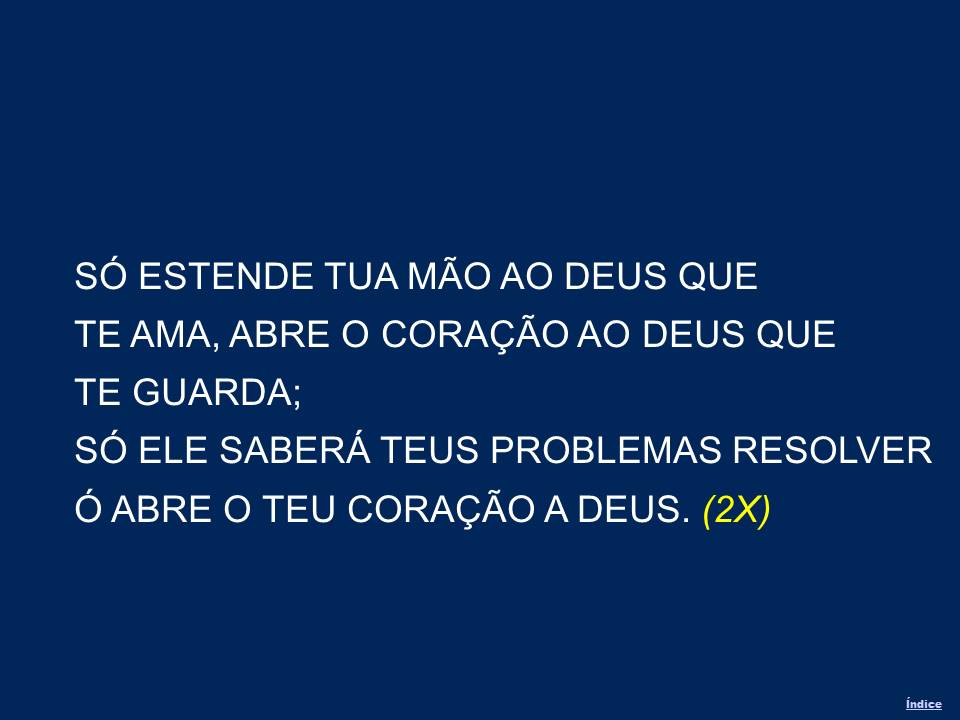 SÓ ESTENDE TUA MÃO AO DEUS QUE
TE AMA, ABRE O CORAÇÃO AO DEUS QUE
TE GUARDA;
SÓ ELE SABERÁ TEUS PROBLEMAS RESOLVER
Ó ABRE O TEU CORAÇÃO A DEUS. (2X)
Índice